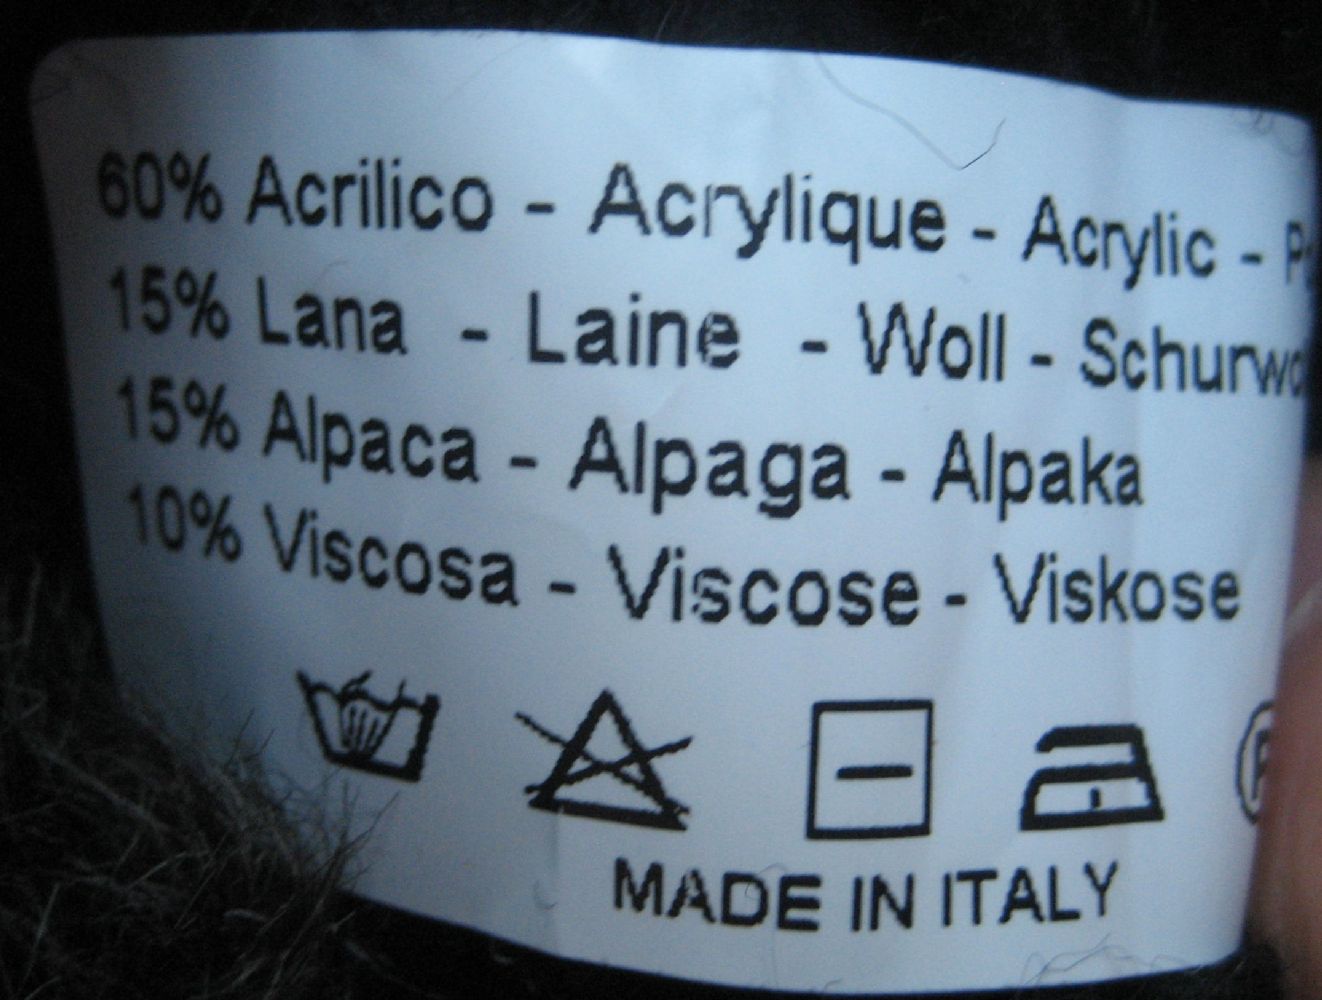 60% Acrilico - Acrylique - Acrylic -
15% Lana - Laine - Woll -
15% Alpaca - Alpaga - Alpaka
10% Viscosa - Viscose - Viskose
MADE IN ITALY